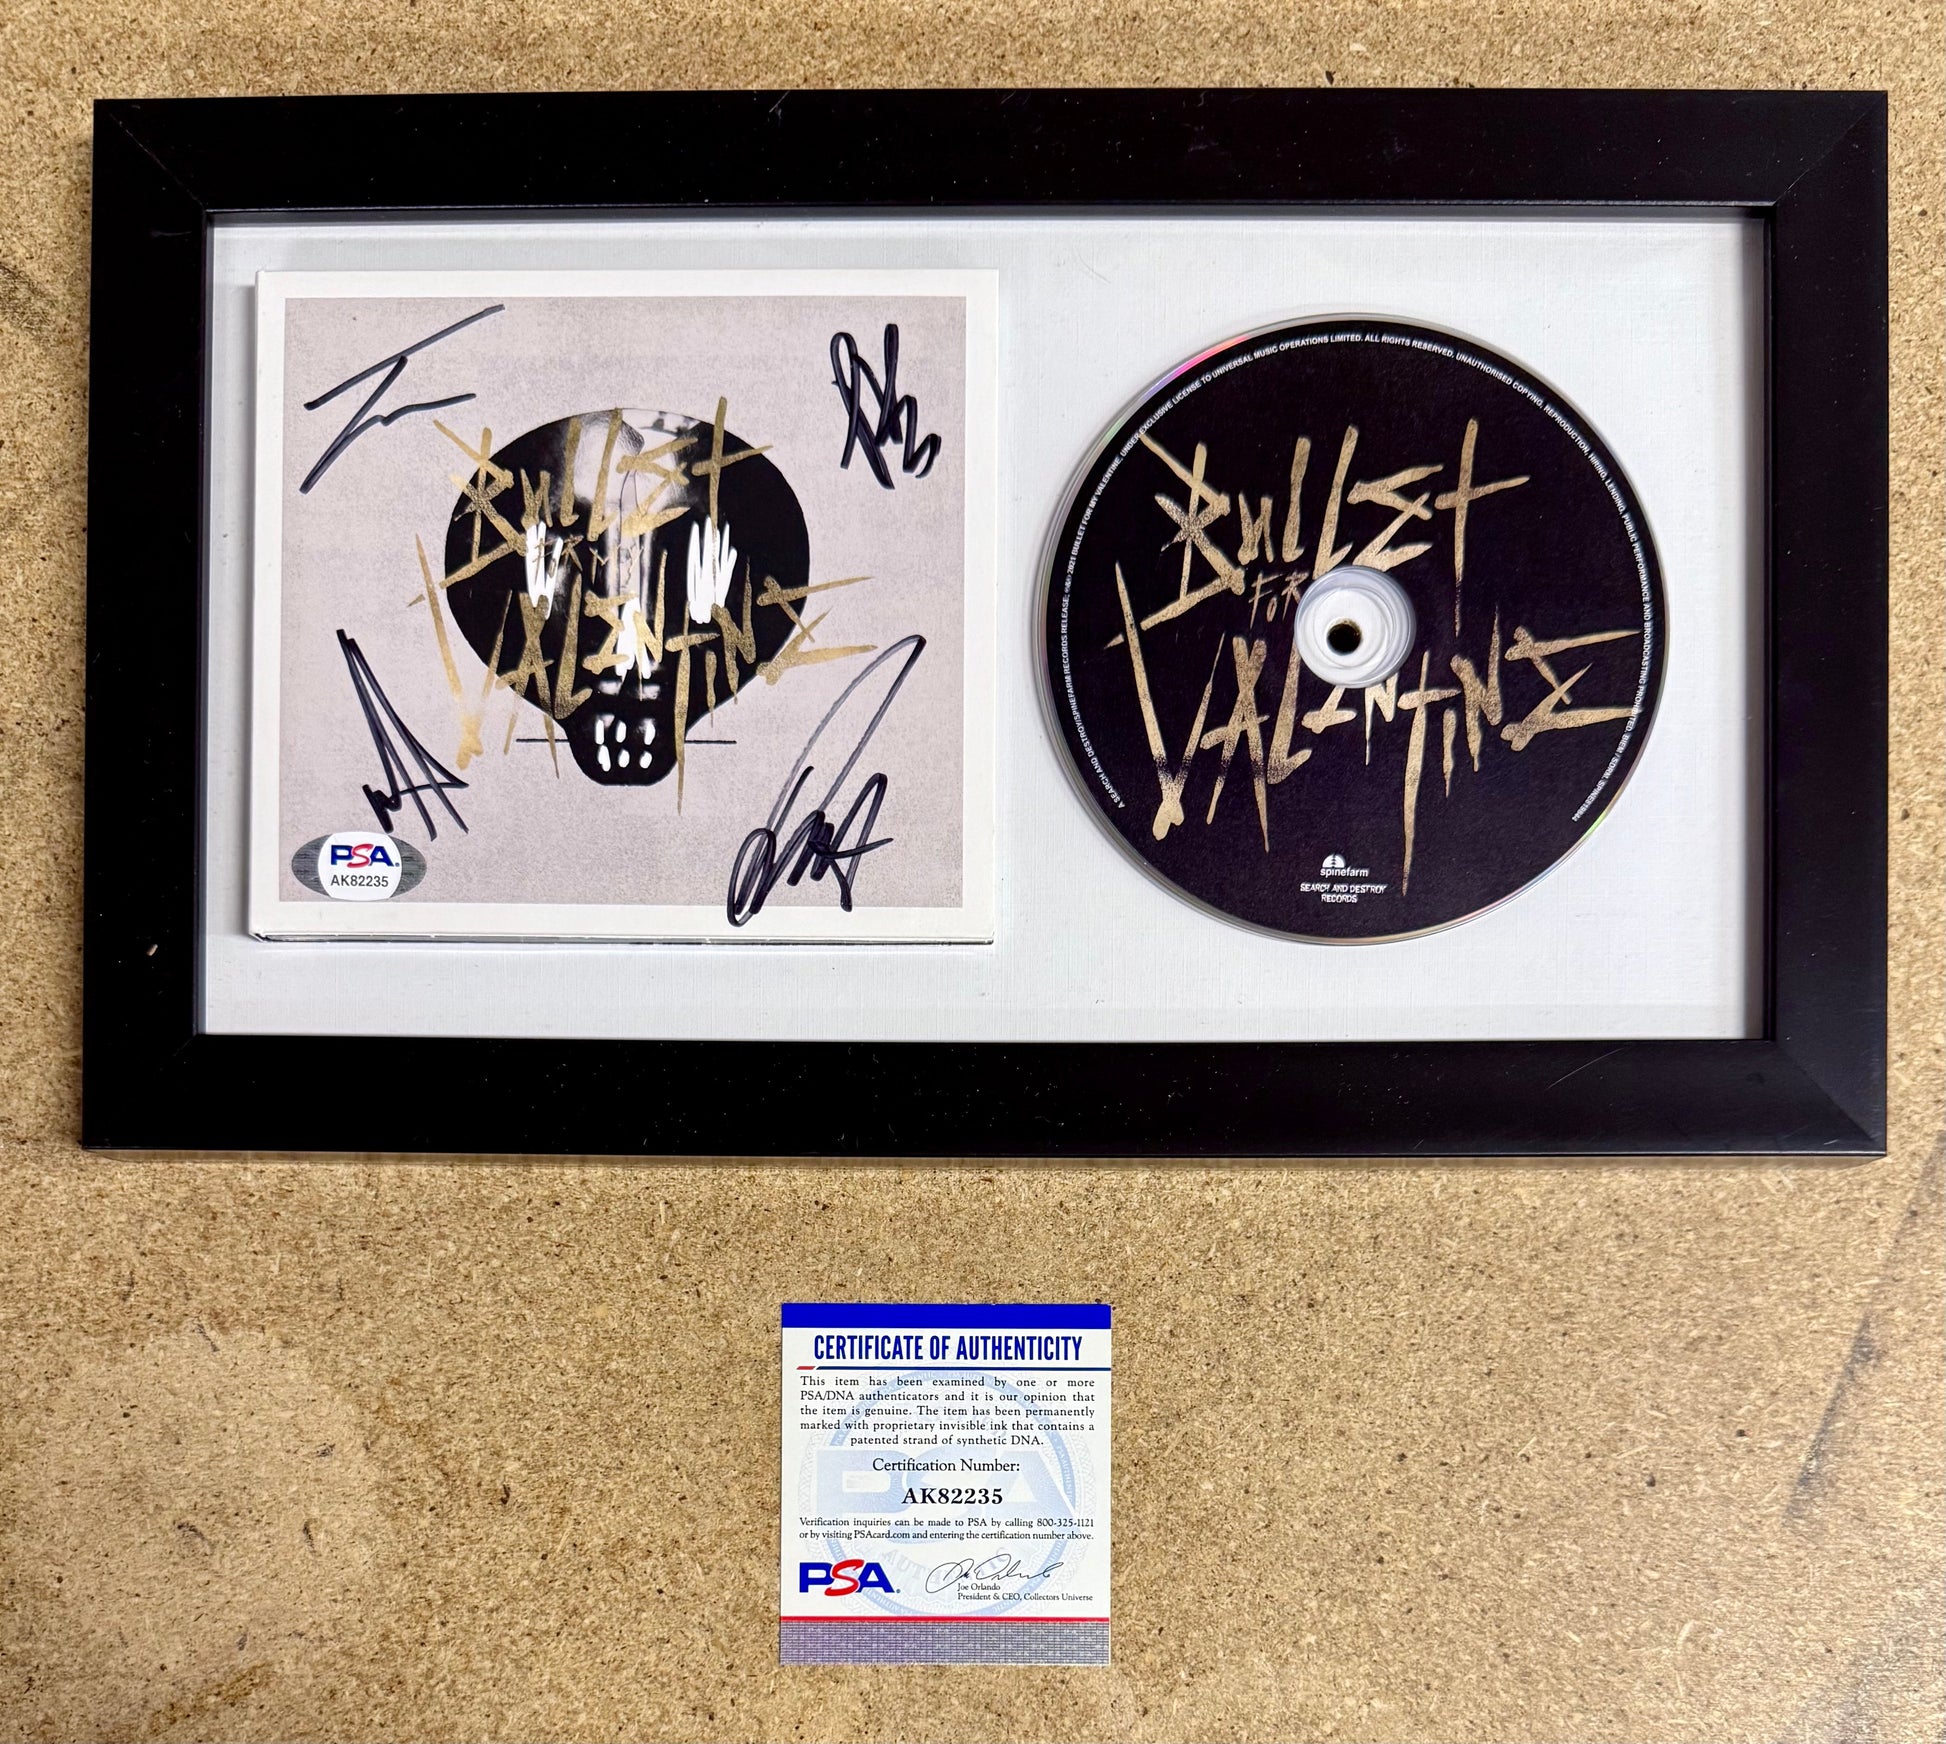 BULLET
FOR MY
VALENTINE
PSA
AK82235
A SEARCH AND DESTROY/SPINEFARM RECORDS RELEASE. ℗&© 2021 BULLET FOR MY VALENTINE, UNDER EXCLUSIVE LICENSE TO UNIVERSAL MUSIC OPERATIONS LIMITED. ALL RIGHTS RESERVED. UNAUTHORISED COPYING, REPRODUCTION, HIRING, LENDING, PUBLIC PERFORMANCE AND BROADCASTING PROHIBITED. BIEM / SDRM.
BULLET
FOR
VALENTINE
spinefarm
SEARCH AND DESTROY
RECORDS
CERTIFICATE OF AUTHENTICITY
This item has been examined by one or more
PSA/DNA authenticators and it is our opinion that
the item is genuine. The item has been permanently
marked with proprietary invisible ink that contains a
patented strand of synthetic DNA.
Certification Number:
AK82235
Verification inquiries can be made to PSA by calling 800-325-1121
or by visiting PSAcard.com and entering the certification number above.
PSA.
Joe Orlando
President & CEO, Collectors Universe